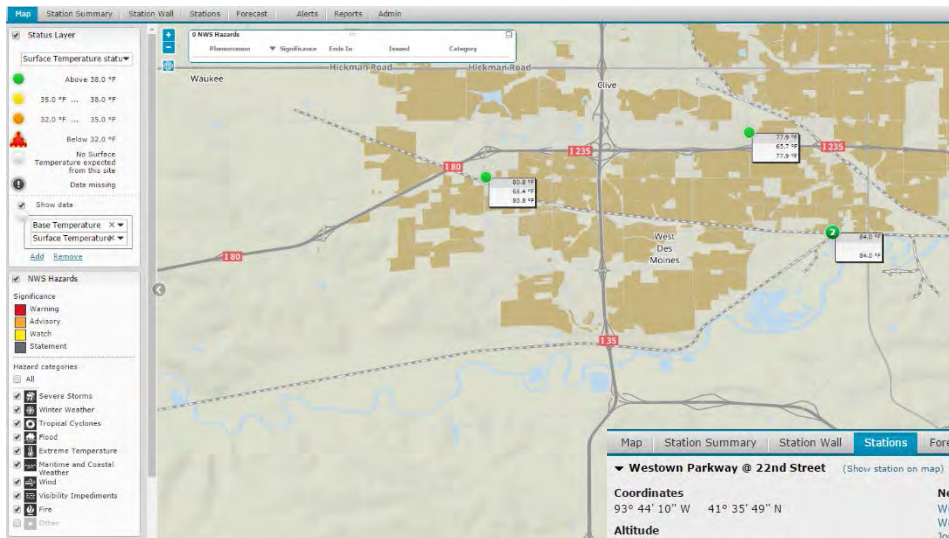 Map Station Summary Station Wall Stations Forecast Alerts Reports Admin
Status Layer
Surface Temperature statu
Above 38.0 °F
35.0 °F ... 38.0 °F
32.0 °F ... 35.0 °F
Below 32.0 °F
No Surface
Temperature expected
from this site
Data missing
Show data
Base Temperature
Surface Temperature
Add Remove
NWS Hazards
Significance
Warning
Advisory
Watch
Statement
Hazard categories
All
Severe Storms
Winter Weather
Tropical Cyclones
Flood
Extreme Temperature
Maritime and Coastal
Weather
Wind
Visibility Impediments
Fire
Other
0 NWS Hazards
Phenomenon Significance Ends In Issued Category
Hickman Road Hickman Road
Waukee
Clive
I 235
I 235
I 80
I 80
77.9 °F
65.7 °F
77.9 °F
80.8 °F
66.4 °F
80.8 °F
2
84.0 °F
84.0 °F
West
Des
Moines
I 35
Map Station Summary Station Wall Stations Fore
Westown Parkway @ 22nd Street (Show station on map)
Coordinates
93° 44' 10" W 41° 35' 49" N
Altitude
Ne